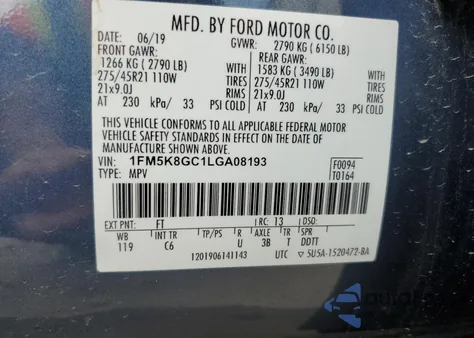 MFD. BY FORD MOTOR CO.
DATE: 06/19 GVWR: 2790 KG ( 6150 LB)
FRONT GAWR: REAR GAWR:
1266 KG ( 2790 LB) 1583 KG( 3490 LB)
275/45R21 110W TIRES 275/45R21 110W
21x9.0J RIMS 21x9.0J
AT 230 kPa/ 33 PSI COLD AT 230 kPa/ 33 PSI COLD
THIS VEHICLE CONFORMS TO ALL APPLICABLE FEDERAL MOTOR
VEHICLE SAFETY STANDARDS IN EFFECT ON THE DATE OF
MANUFACTURE SHOWN ABOVE.
VIN: 1FM5K8GC1LGA08193 F0094
TYPE: MPV T0164
EXT PNT: FT RC: 13 DSO:
WB INT TR TP/PS R AXLE TR SPR
119 C6 U 3B T DDTT
1201906141143 UTC ▽ 5U5A-1520472-BA